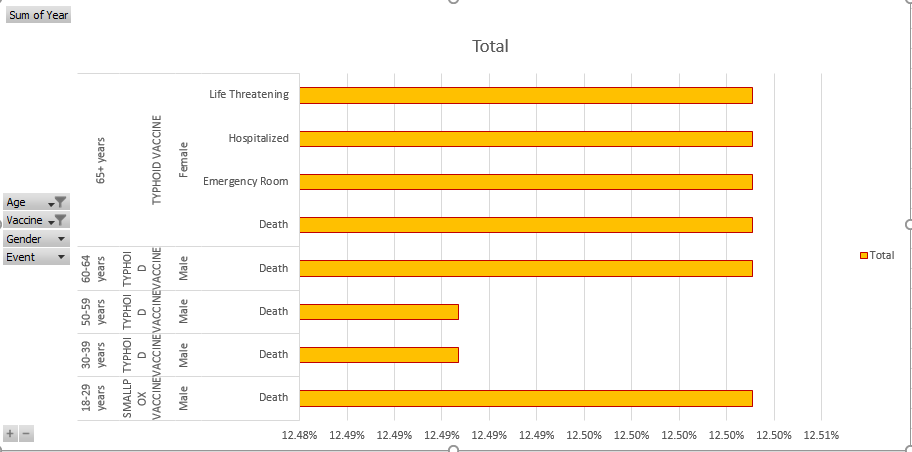 Sum of Year
Total
Life Threatening
Hospitalized
Emergency Room
Death
Female
TYPHOID VACCINE
65+ years
Death
Male
TYPHOI
D
VACCINE
60-64
years
Death
Male
TYPHOI
D
VACCINE
50-59
years
Death
Male
TYPHOI
D
VACCINE
30-39
years
Death
Male
SMALLP
OX
VACCINE
18-29
years
Age
Vaccine
Gender
Event
Total
12.48% 12.49% 12.49% 12.49% 12.49% 12.49% 12.50% 12.50% 12.50% 12.50% 12.50% 12.51%
+ −